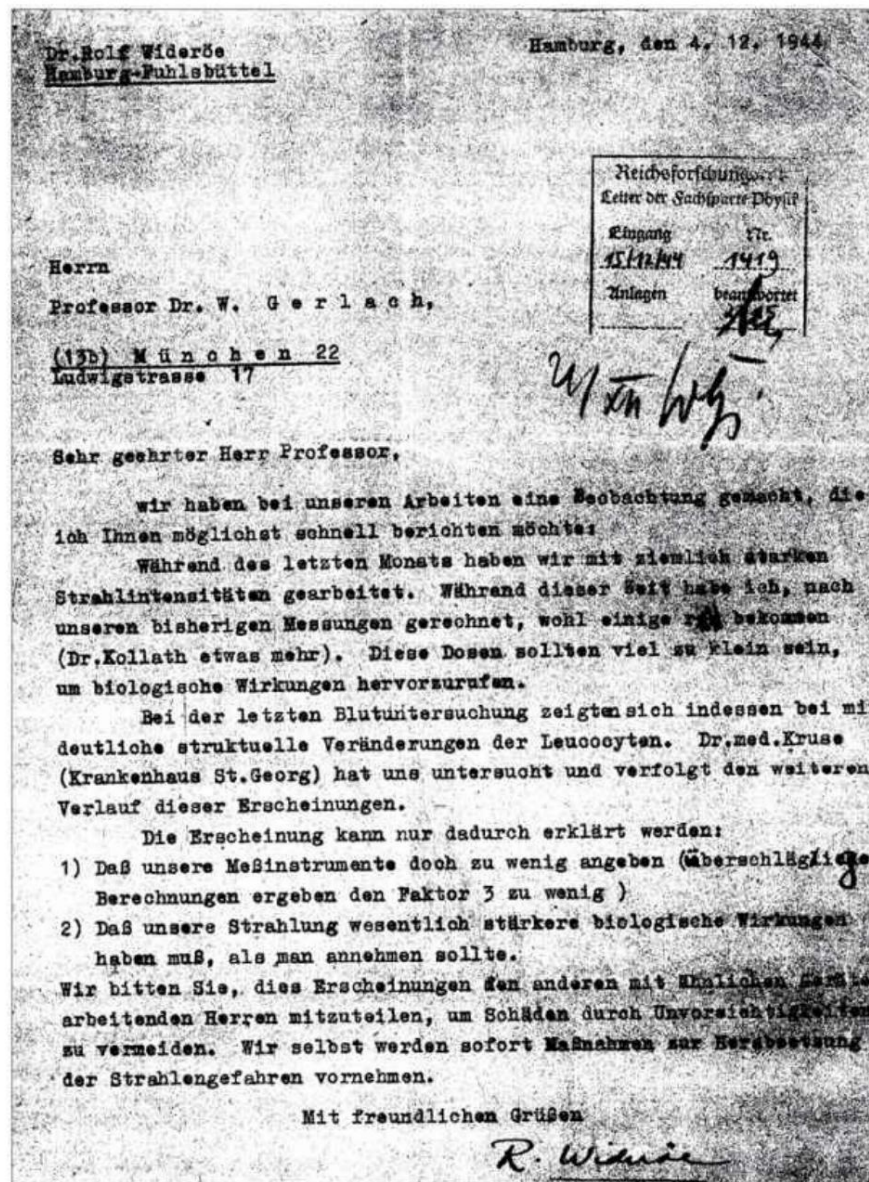 Dr.Rolf Wideröe
Hamburg-Fuhlsbüttel
Hamburg, den 4. 12. 1944
Reichsforschungsrat
Leiter der Fachsparte Physik
Eingang Nr.
15/12/44 1419
Anlagen beantwortet
Herrn
Professor Dr. W. G e r l a c h,
(13b) M ü n c h e n 22
Ludwigstrasse 17
Sehr geehrter Herr Professor,
wir haben bei unseren Arbeiten eine Beobachtung gemacht, die
ich Ihnen möglichst schnell berichten möchte:
Während des letzten Monats haben wir mit ziemlich starken
Strahlintensitäten gearbeitet. Während dieser Zeit habe ich, nach
unseren bisherigen Messungen gerechnet, wohl einige bekommen
(Dr.Kollath etwas mehr). Diese Dosen sollten viel zu klein sein,
um biologische Wirkungen hervorzurufen.
Bei der letzten Blutuntersuchung zeigten sich indessen bei mi
deutliche struktuelle Veränderungen der Leucocyten. Dr.med.Kruse
(Krankenhaus St.Georg) hat uns untersucht und verfolgt den weiteren
Verlauf dieser Erscheinungen.
Die Erscheinung kann nur dadurch erklärt werden:
1) Daß unsere Meßinstrumente doch zu wenig angeben (überschlägliege
Berechnungen ergeben den Faktor 3 zu wenig )
2) Daß unsere Strahlung wesentlich stärkere biologische Wirkungen
haben muß, als man annehmen sollte.
Wir bitten Sie, dies Erscheinungen den anderen mit ähnlichen Geräte
arbeitenden Herren mitzuteilen, um Schäden durch Unvorsichtigkeiten
zu vermeiden. Wir selbst werden sofort Maßnahmen zur Herabsetzung
der Strahlengefahren vornehmen.
Mit freundlichen Grüßen
R. Wideröe